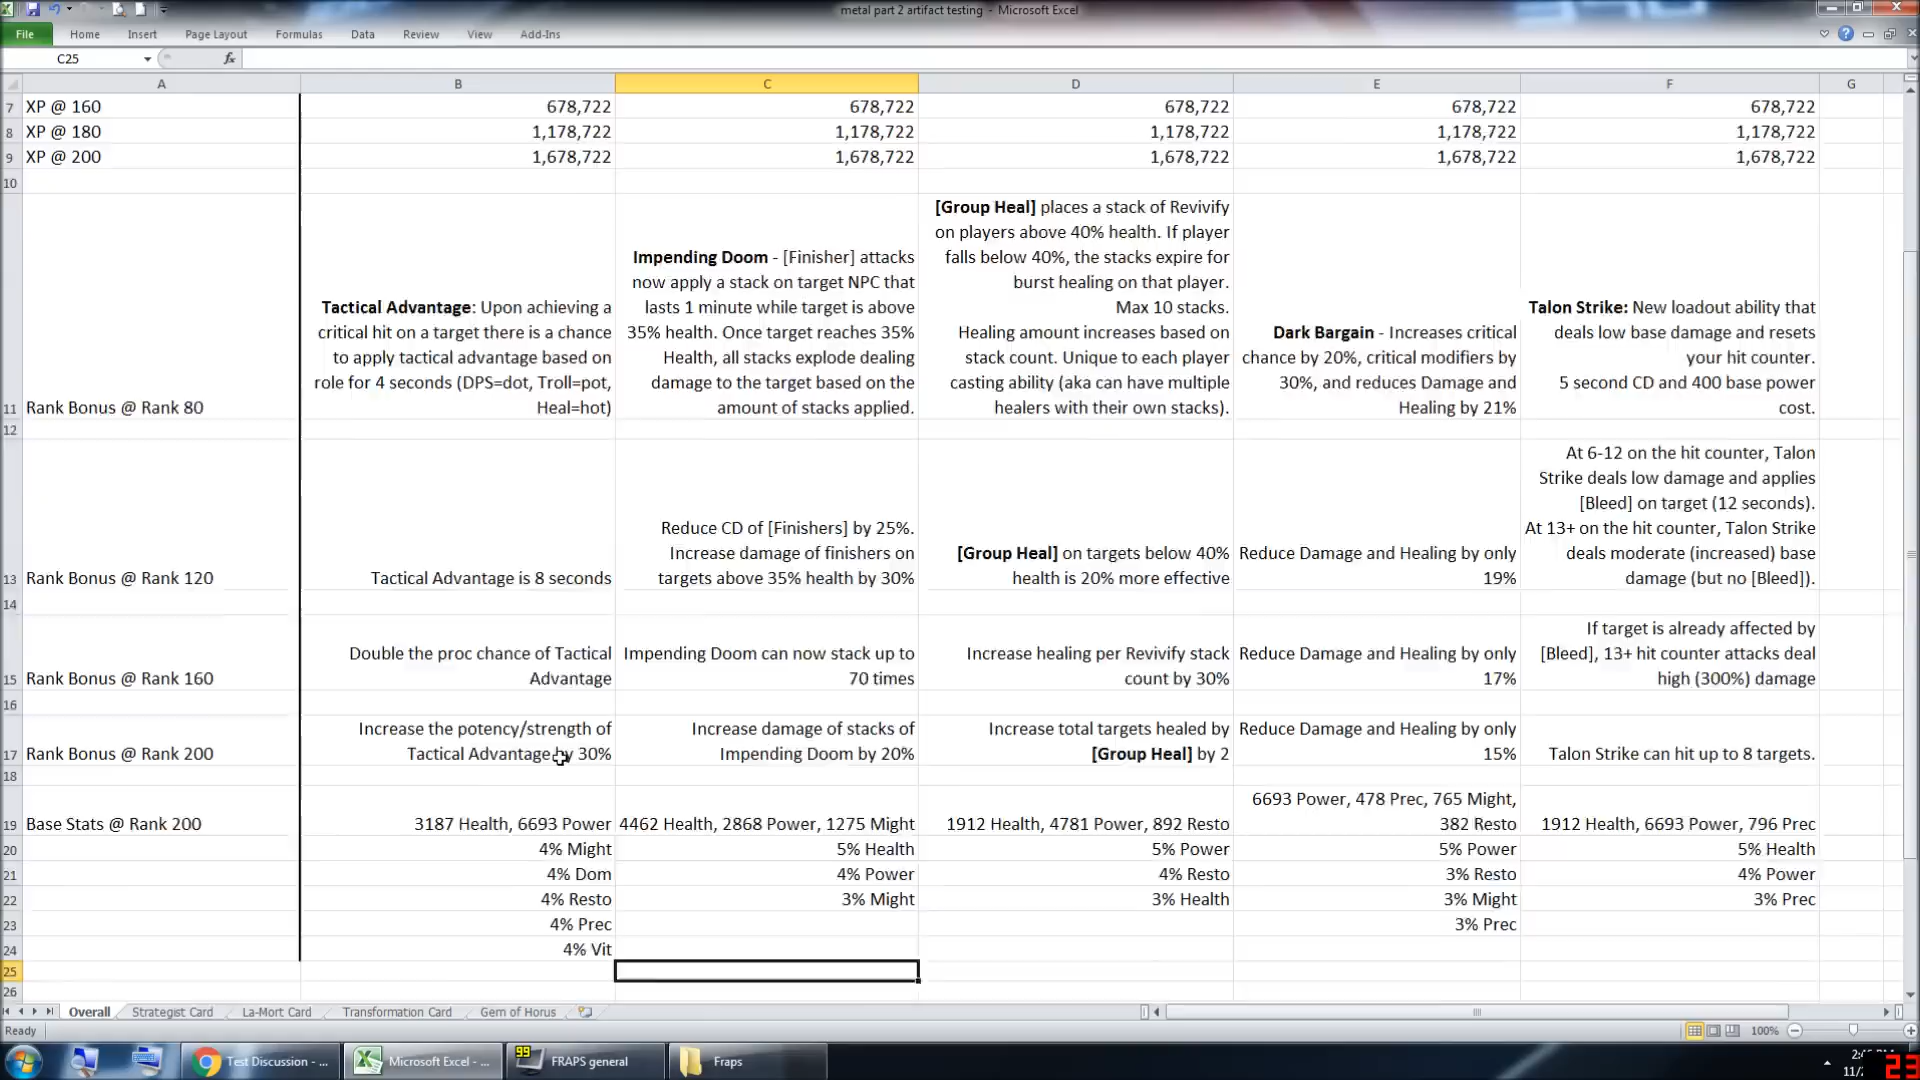 metal part 2 artifact testing - Microsoft Excel
File Home Insert Page Layout Formulas Data Review View Add-Ins
C25 fx
A B C D E F G
7 XP @ 160 678,722 678,722 678,722 678,722 678,722
8 XP @ 180 1,178,722 1,178,722 1,178,722 1,178,722 1,178,722
9 XP @ 200 1,678,722 1,678,722 1,678,722 1,678,722 1,678,722
10
11 Rank Bonus @ Rank 80
Tactical Advantage: Upon achieving a
critical hit on a target there is a chance
to apply tactical advantage based on
role for 4 seconds (DPS=dot, Troll=pot,
Heal=hot)
Impending Doom - [Finisher] attacks
now apply a stack on target NPC that
lasts 1 minute while target is above
35% health. Once target reaches 35%
Health, all stacks explode dealing
damage to the target based on the
amount of stacks applied.
[Group Heal] places a stack of Revivify
on players above 40% health. If player
falls below 40%, the stacks expire for
burst healing on that player.
Max 10 stacks.
Healing amount increases based on
stack count. Unique to each player
casting ability (aka can have multiple
healers with their own stacks).
Dark Bargain - Increases critical
chance by 20%, critical modifiers by
30%, and reduces Damage and
Healing by 21%
Talon Strike: New loadout ability that
deals low base damage and resets
your hit counter.
5 second CD and 400 base power
cost.
12
13 Rank Bonus @ Rank 120
Tactical Advantage is 8 seconds
Reduce CD of [Finishers] by 25%.
Increase damage of finishers on
targets above 35% health by 30%
[Group Heal] on targets below 40%
health is 20% more effective
Reduce Damage and Healing by only
19%
At 6-12 on the hit counter, Talon
Strike deals low damage and applies
[Bleed] on target (12 seconds).
At 13+ on the hit counter, Talon Strike
deals moderate (increased) base
damage (but no [Bleed]).
14
15 Rank Bonus @ Rank 160
Double the proc chance of Tactical
Advantage
Impending Doom can now stack up to
70 times
Increase healing per Revivify stack
count by 30%
Reduce Damage and Healing by only
17%
If target is already affected by
[Bleed], 13+ hit counter attacks deal
high (300%) damage
16
17 Rank Bonus @ Rank 200
Increase the potency/strength of
Tactical Advantage by 30%
Increase damage of stacks of
Impending Doom by 20%
Increase total targets healed by
[Group Heal] by 2
Reduce Damage and Healing by only
15%
Talon Strike can hit up to 8 targets.
18
19 Base Stats @ Rank 200
3187 Health, 6693 Power
4462 Health, 2868 Power, 1275 Might
1912 Health, 4781 Power, 892 Resto
6693 Power, 478 Prec, 765 Might,
382 Resto
1912 Health, 6693 Power, 796 Prec
20 4% Might 5% Health 5% Power 5% Power 5% Health
21 4% Dom 4% Power 4% Resto 3% Resto 4% Power
22 4% Resto 3% Might 3% Health 3% Might 3% Prec
23 4% Prec 3% Prec
24 4% Vit
25
26
Overall Strategist Card La-Mort Card Transformation Card Gem of Horus
Ready 100%
Test Discussion - ... Microsoft Excel - ... 99 FRAPS general Fraps
23